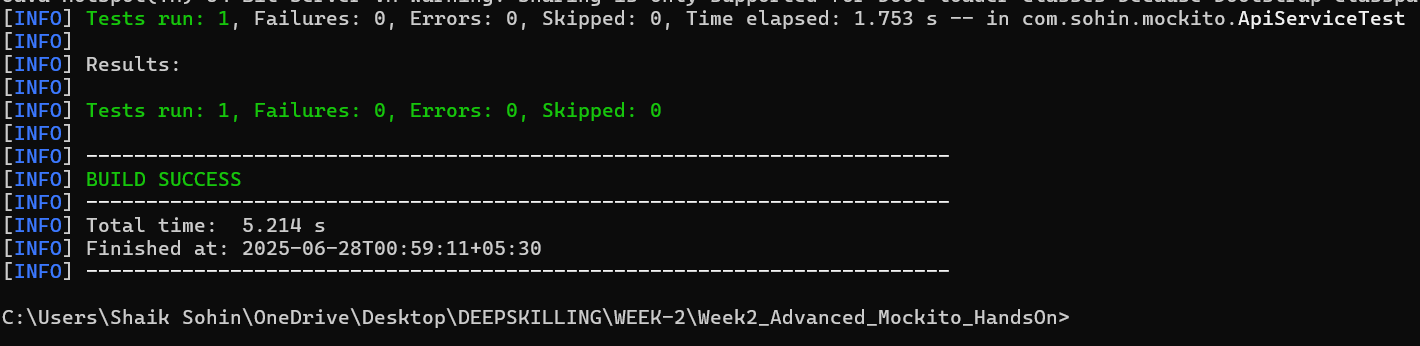 [INFO] Tests run: 1, Failures: 0, Errors: 0, Skipped: 0, Time elapsed: 1.753 s -- in com.sohin.mockito.ApiServiceTest
[INFO]
[INFO] Results:
[INFO]
[INFO] Tests run: 1, Failures: 0, Errors: 0, Skipped: 0
[INFO]
[INFO] ------------------------------------------------------------------------
[INFO] BUILD SUCCESS
[INFO] ------------------------------------------------------------------------
[INFO] Total time:  5.214 s
[INFO] Finished at: 2025-06-28T00:59:11+05:30
[INFO] ------------------------------------------------------------------------
C:\Users\Shaik Sohin\OneDrive\Desktop\DEEPSKILLING\WEEK-2\Week2_Advanced_Mockito_HandsOn>